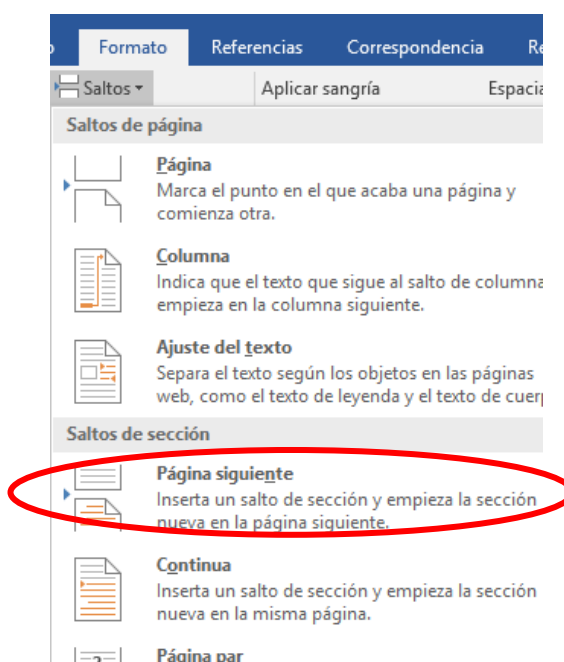 Formato Referencias Correspondencia
Saltos Aplicar sangría
Saltos de página
Página
Marca el punto en el que acaba una página y
comienza otra.
Columna
Indica que el texto que sigue al salto de columna
empieza en la columna siguiente.
Ajuste del texto
Separa el texto según los objetos en las páginas
web, como el texto de leyenda y el texto de
Saltos de sección
Página siguiente
Inserta un salto de sección y empieza la sección
nueva en la página siguiente.
Continua
Inserta un salto de sección y empieza la sección
nueva en la misma página.
Página par